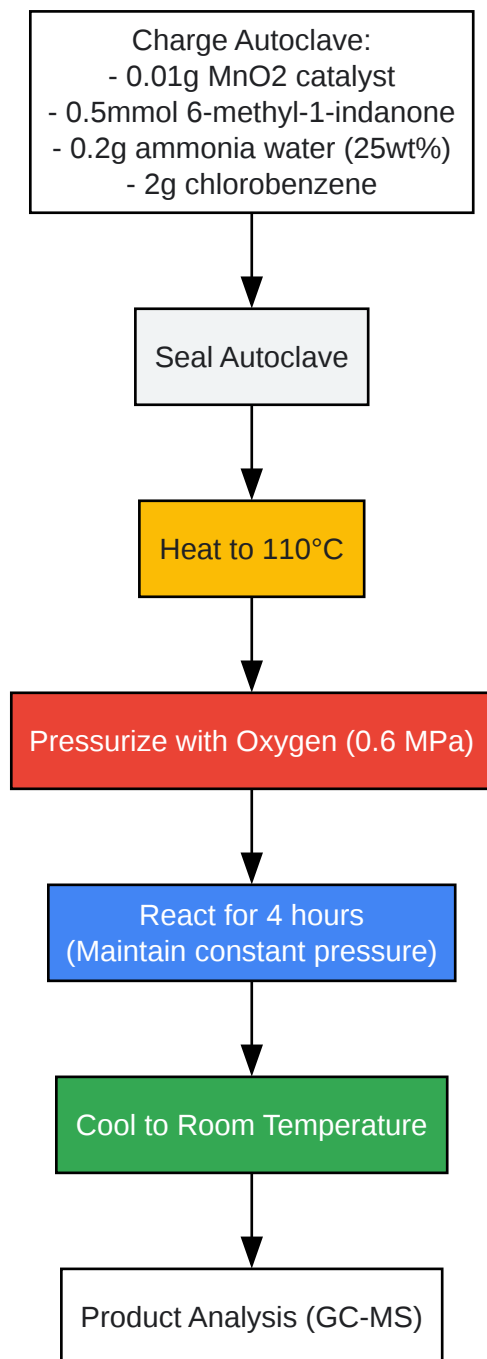 Charge Autoclave:
- 0.01g MnO2 catalyst
- 0.5mmol 6-methyl-1-indanone
- 0.2g ammonia water (25wt%)
- 2g chlorobenzene
Seal Autoclave
Heat to 110°C
Pressurize with Oxygen (0.6 MPa)
React for 4 hours
(Maintain constant pressure)
Cool to Room Temperature
Product Analysis (GC-MS)